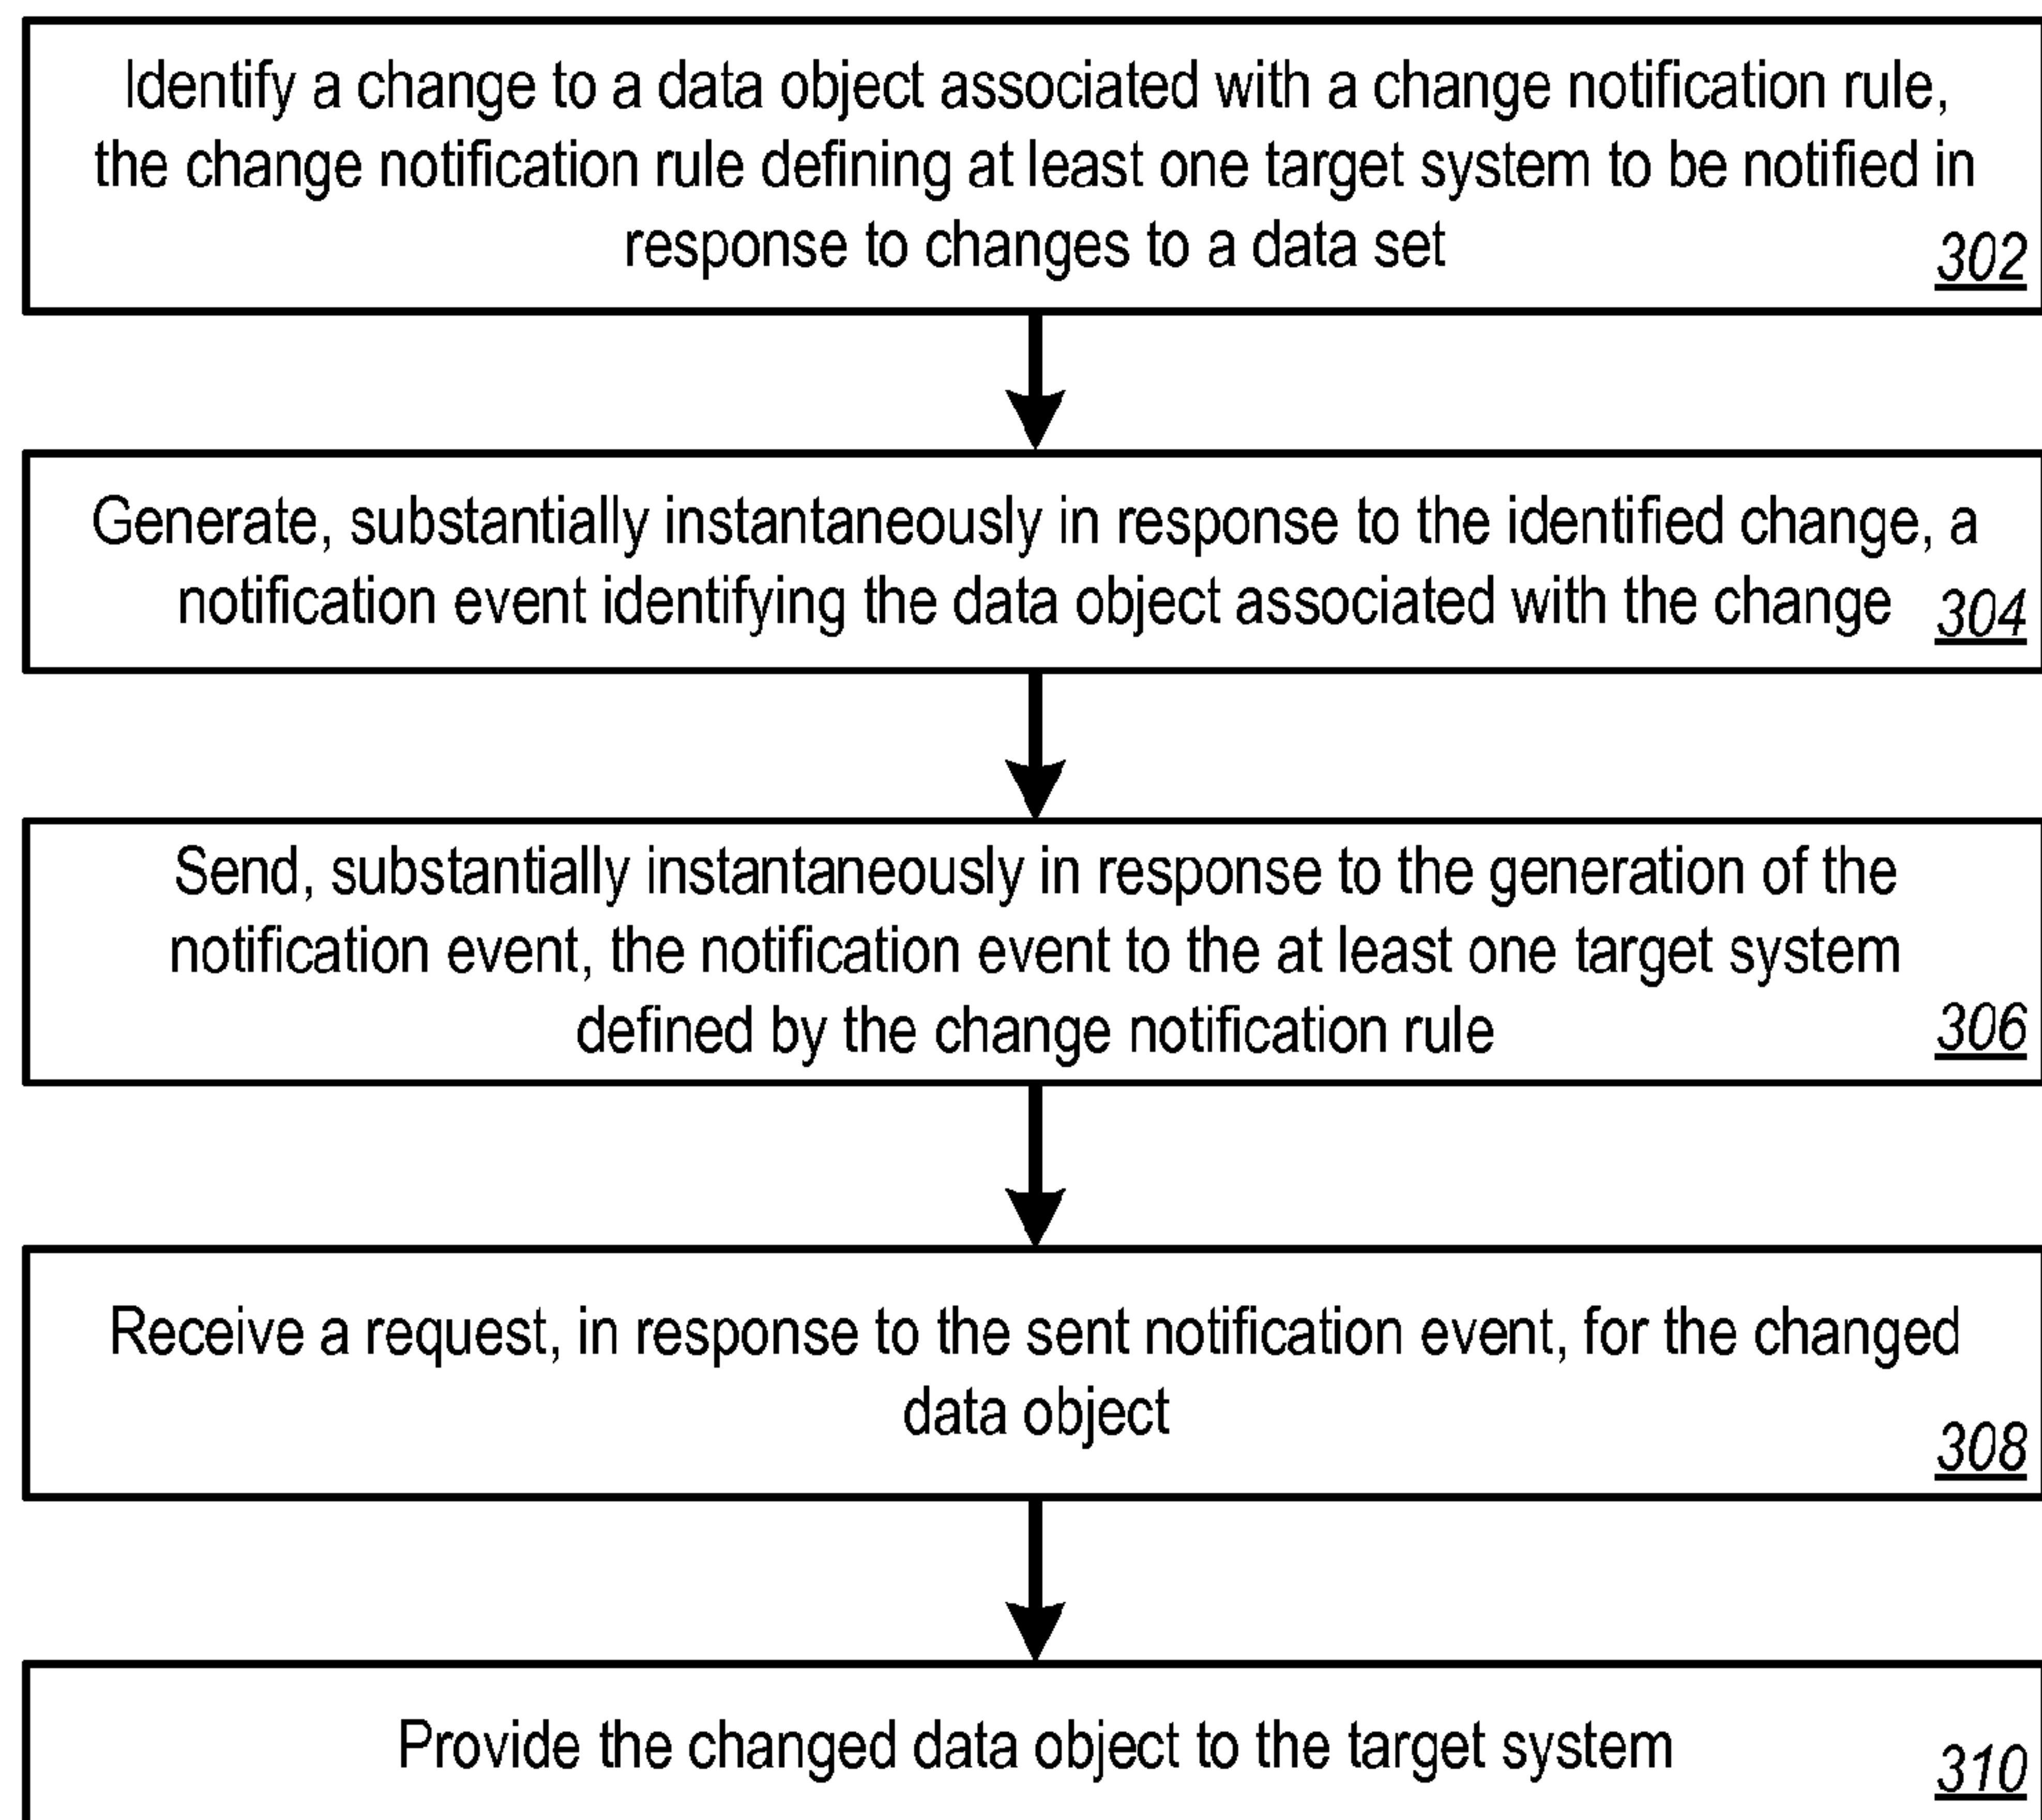 Identify a change to a data object associated with a change notification rule,
the change notification rule defining at least one target system to be notified in
response to changes to a data set
302
Generate, substantially instantaneously in response to the identified change, a
notification event identifying the data object associated with the change 304
Send, substantially instantaneously in response to the generation of the
notification event, the notification event to the at least one target system
defined by the change notification rule
306
Receive a request, in response to the sent notification event, for the changed
data object
308
Provide the changed data object to the target system
310